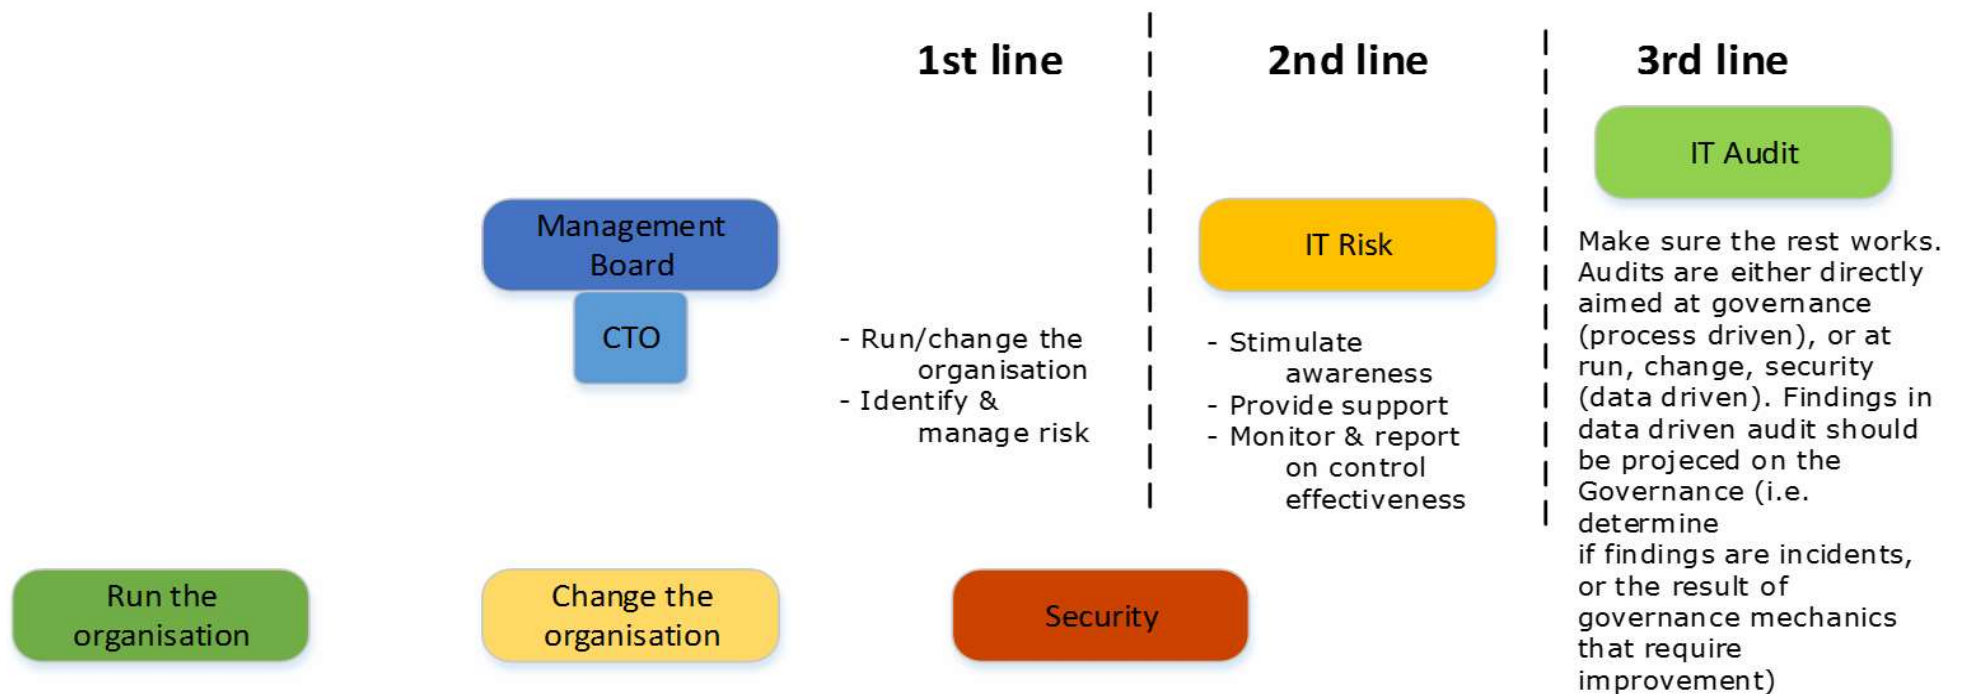 1st line
2nd line
3rd line
IT Audit
Management
Board
CTO
IT Risk
- Run/change the
organisation
- Identify &
manage risk
- Stimulate
awareness
- Provide support
- Monitor & report
on control
effectiveness
Make sure the rest works.
Audits are either directly
aimed at governance
(process driven), or at
run, change, security
(data driven). Findings in
data driven audit should
be projeced on the
Governance (i.e.
determine
if findings are incidents,
or the result of
governance mechanics
that require
improvement)
Run the
organisation
Change the
organisation
Security